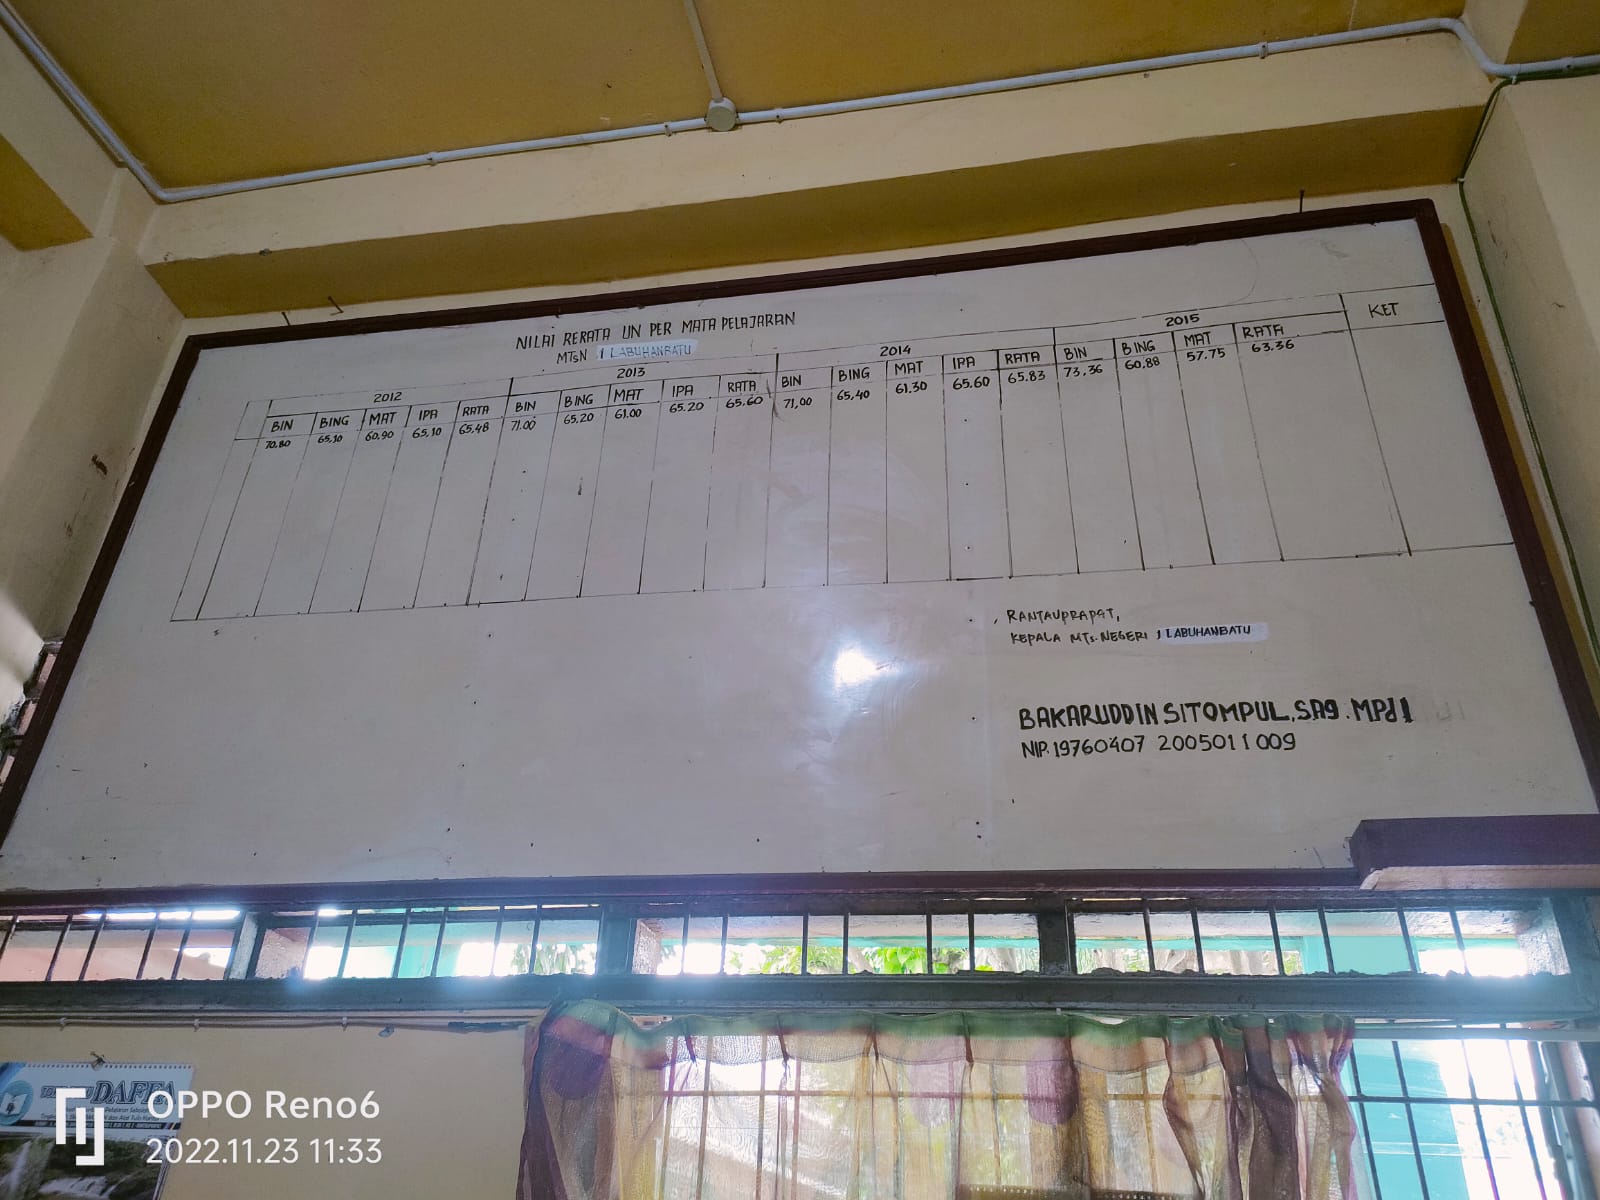 NILAI RERATA UN PER MATA PELAJARAN
MTsN 1 LABUHANBATU
2012 2013 2014 2015 KET
BIN BING MAT IPA RATA BIN BING MAT IPA RATA BIN BING MAT IPA RATA BIN BING MAT RATA
70.80 65,10 60,90 65,10 65,48 71.00 65,20 61.00 65.20 65.60 71,00 65,40 61.30 65.60 65.83 73,36 60,88 57.75 63.36
RANTAUPRAPAT,
KEPALA MTs.NEGERI 1 LABUHANBATU
BAKARUDDIN SITOMPUL, SAg. MPd I
NIP. 19760407 200501 1 009
DAFFA
OPPO Reno6
2022.11.23 11:33